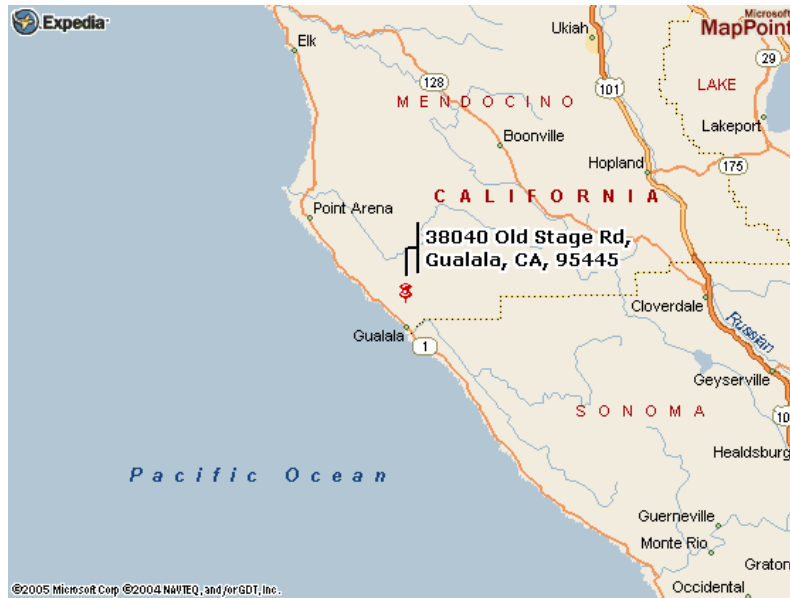 Expedia
Microsoft
MapPoint
Elk
Ukiah
29
128
101
LAKE
MENDOCINO
Lakeport
Boonville
Hopland
175
CALIFORNIA
Point Arena
38040 Old Stage Rd,
Gualala, CA, 95445
Cloverdale
Gualala
1
Russian
Geyserville
SONOMA
10
Healdsburg
Pacific Ocean
Guerneville
Monte Rio
Graton
Occidental
©2005 Microsoft Corp ©2004 NAVTEQ, and/or GDT, Inc.